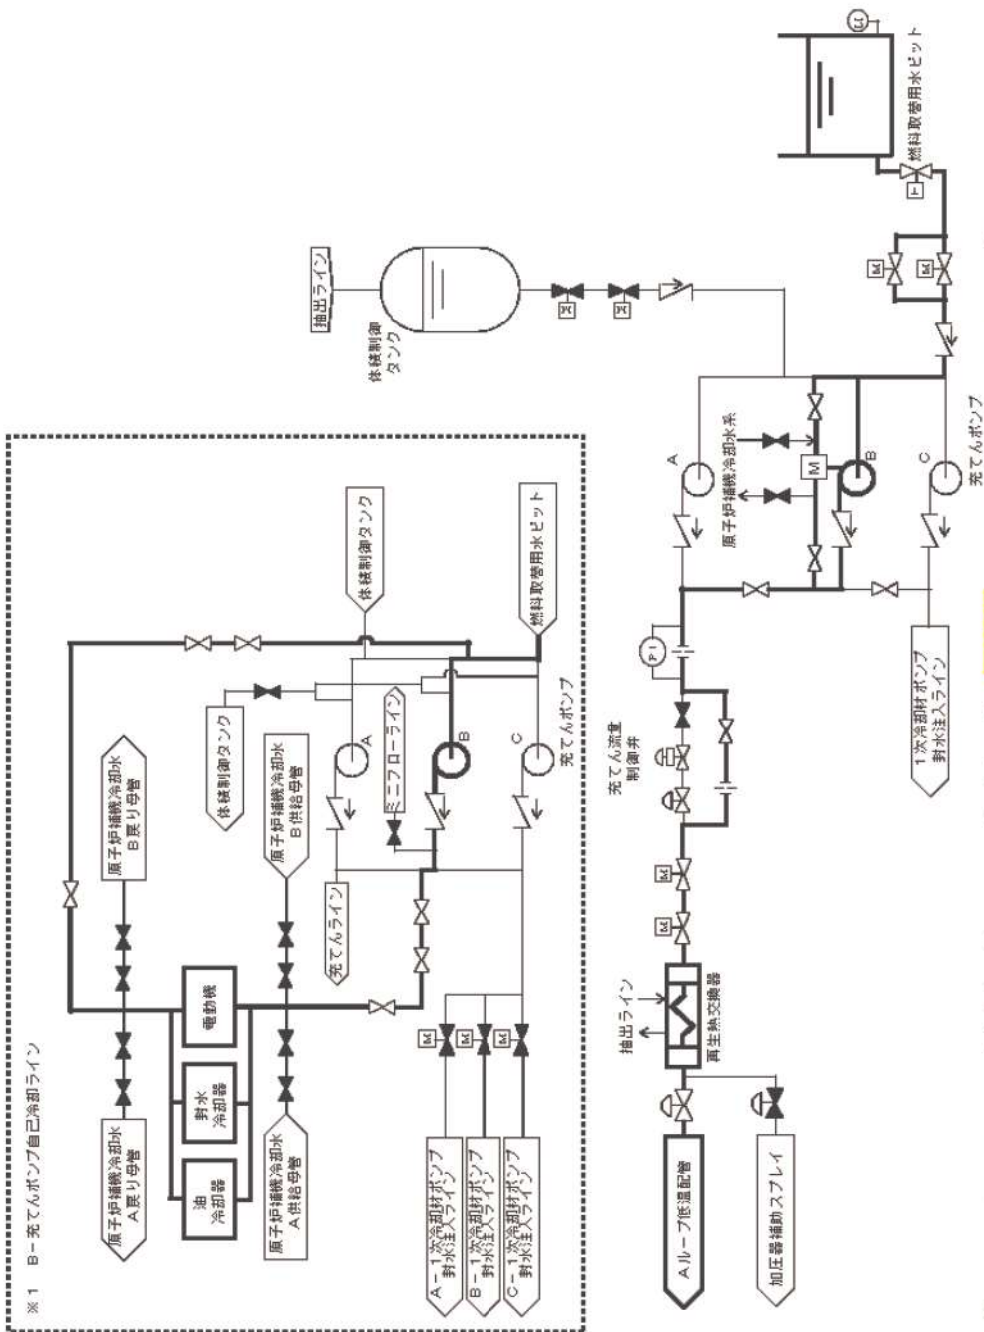 ※1　B－充てんポンプ自己冷却ライン
原子炉補機冷却水
A戻り母管
原子炉補機冷却水
B戻り母管
油
冷却器
封水
冷却器
電動機
原子炉補機冷却水
A供給母管
原子炉補機冷却水
B供給母管
体積制御タンク
体積制御タンク
充てんライン
ミニフローライン
燃料取替用水ピット
A
B
C
充てんポンプ
M
M
M
A－1次冷却材ポンプ
封水注入ライン
B－1次冷却材ポンプ
封水注入ライン
C－1次冷却材ポンプ
封水注入ライン
抽出ライン
体積制御
タンク
M
M
燃料取替用水ピット
M
M
原子炉補機冷却水系
A
M
B
C
充てんポンプ
1次冷却材ポンプ
封水注入ライン
PI
充てん流量
制御弁
M
M
抽出ライン
再生熱交換器
Aループ低温配管
加圧器補助スプレイ